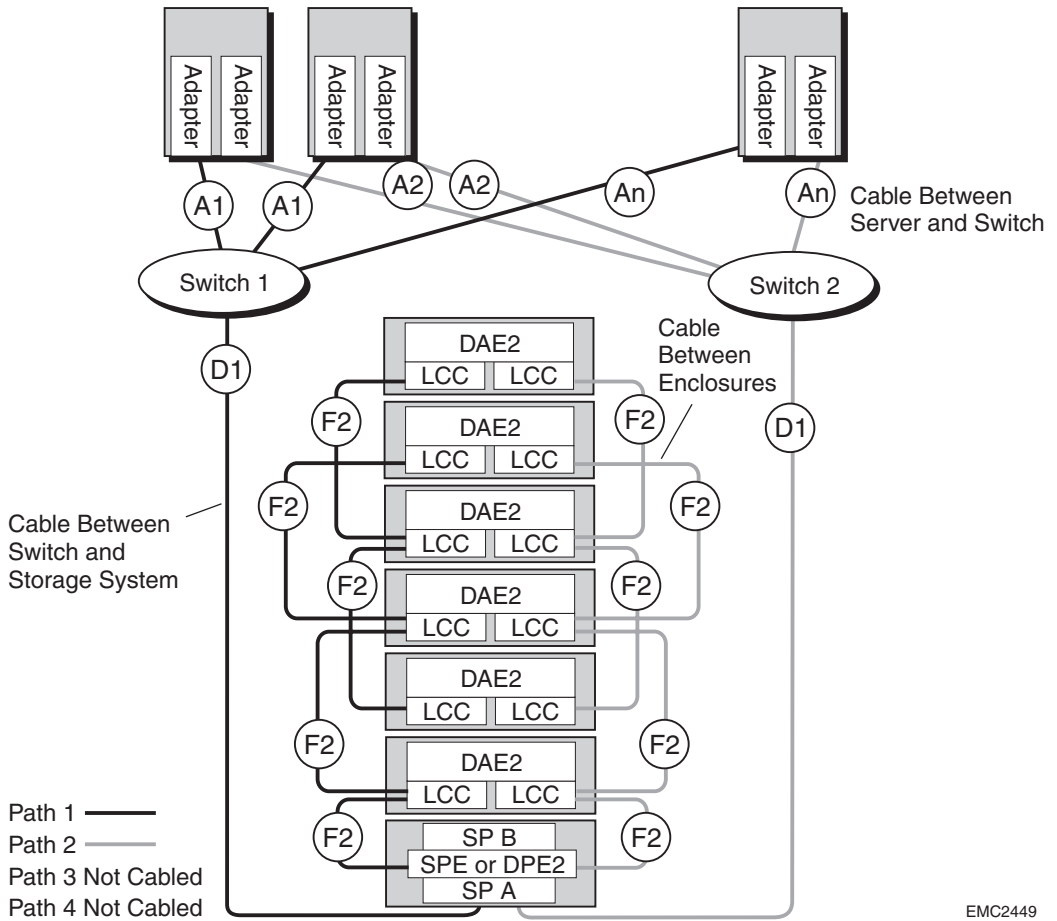 Adapter
Adapter
Adapter
Adapter
Adapter
Adapter
A1
A1
A2
A2
An
An
Cable Between
Server and Switch
Switch 1
Switch 2
D1
D1
Cable
Between
Enclosures
DAE2
LCC
LCC
F2
F2
DAE2
LCC
LCC
F2
F2
DAE2
LCC
LCC
Cable Between
Switch and
Storage System
F2
F2
DAE2
LCC
LCC
DAE2
LCC
LCC
F2
F2
DAE2
LCC
LCC
F2
F2
SP B
SPE or DPE2
SP A
Path 1
Path 2
Path 3 Not Cabled
Path 4 Not Cabled
EMC2449